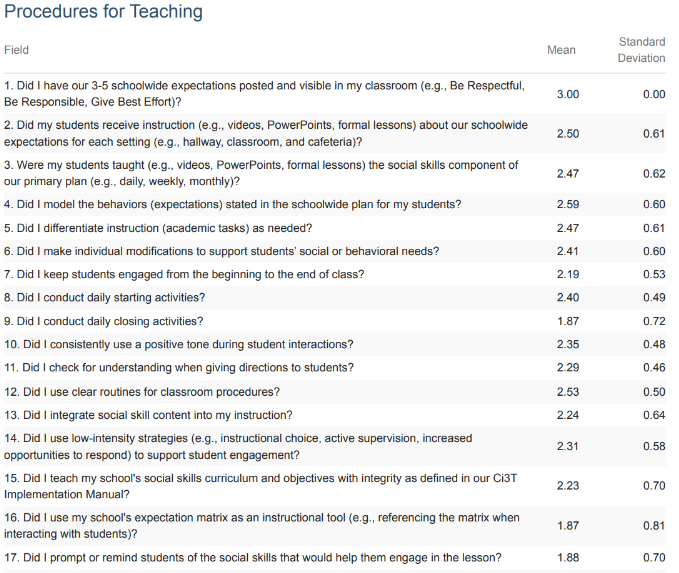 Procedures for Teaching
Field Mean Standard
Deviation
1. Did I have our 3-5 schoolwide expectations posted and visible in my classroom (e.g., Be Respectful,
Be Responsible, Give Best Effort)? 3.00 0.00
2. Did my students receive instruction (e.g., videos, PowerPoints, formal lessons) about our schoolwide
expectations for each setting (e.g., hallway, classroom, and cafeteria)? 2.50 0.61
3. Were my students taught (e.g., videos, PowerPoints, formal lessons) the social skills component of
our primary plan (e.g., daily, weekly, monthly)? 2.47 0.62
4. Did I model the behaviors (expectations) stated in the schoolwide plan for my students? 2.59 0.60
5. Did I differentiate instruction (academic tasks) as needed? 2.47 0.61
6. Did I make individual modifications to support students' social or behavioral needs? 2.41 0.60
7. Did I keep students engaged from the beginning to the end of class? 2.19 0.53
8. Did I conduct daily starting activities? 2.40 0.49
9. Did I conduct daily closing activities? 1.87 0.72
10. Did I consistently use a positive tone during student interactions? 2.35 0.48
11. Did I check for understanding when giving directions to students? 2.29 0.46
12. Did I use clear routines for classroom procedures? 2.53 0.50
13. Did I integrate social skill content into my instruction? 2.24 0.64
14. Did I use low-intensity strategies (e.g., instructional choice, active supervision, increased
opportunities to respond) to support student engagement? 2.31 0.58
15. Did I teach my school's social skills curriculum and objectives with integrity as defined in our Ci3T
Implementation Manual? 2.23 0.70
16. Did I use my school's expectation matrix as an instructional tool (e.g., referencing the matrix when
interacting with students)? 1.87 0.81
17. Did I prompt or remind students of the social skills that would help them engage in the lesson? 1.88 0.70